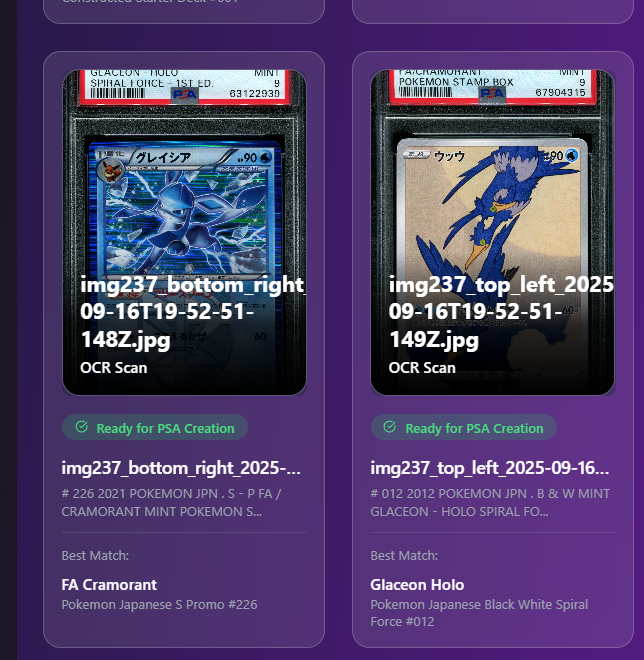 Constructed Starter Deck #001
GLACEON - HOLO MINT
SPIRAL FORCE - 1ST ED. 9
PSA 63122939
グレイシア 90
60
img237_bottom_right_
09-16T19-52-51-
148Z.jpg
OCR Scan
Ready for PSA Creation
img237_bottom_right_2025-...
# 226 2021 POKEMON JPN . S - P FA /
CRAMORANT MINT POKEMON S...
Best Match:
FA Cramorant
Pokemon Japanese S Promo #226
FA/CRAMORANT MINT
POKEMON STAMP BOX 9
PSA 67904315
ウッウ 90
60
img237_top_left_2025
09-16T19-52-51-
149Z.jpg
OCR Scan
Ready for PSA Creation
img237_top_left_2025-09-16...
# 012 2012 POKEMON JPN . B & W MINT
GLACEON - HOLO SPIRAL FO...
Best Match:
Glaceon Holo
Pokemon Japanese Black White Spiral
Force #012